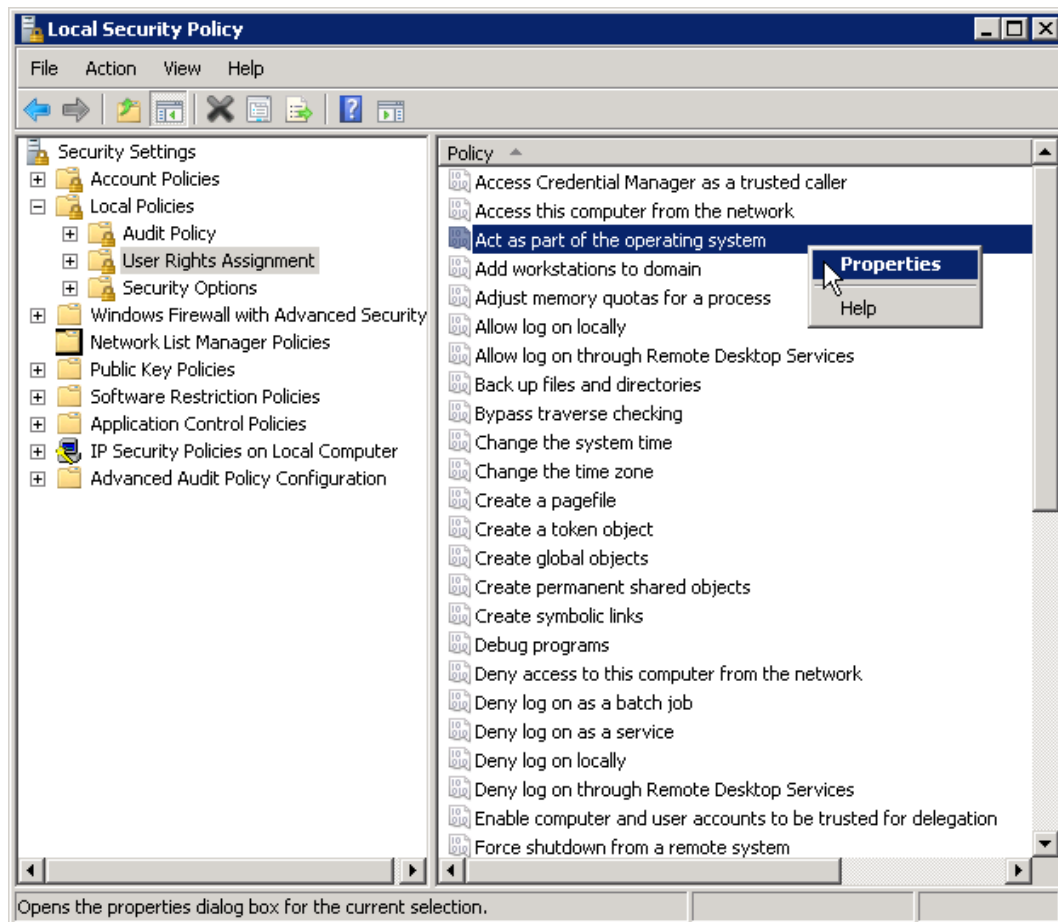 Local Security Policy
File Action View Help
Security Settings
Account Policies
Local Policies
Audit Policy
User Rights Assignment
Security Options
Windows Firewall with Advanced Security
Network List Manager Policies
Public Key Policies
Software Restriction Policies
Application Control Policies
IP Security Policies on Local Computer
Advanced Audit Policy Configuration
Policy
Access Credential Manager as a trusted caller
Access this computer from the network
Act as part of the operating system
Add workstations to domain
Adjust memory quotas for a process
Allow log on locally
Allow log on through Remote Desktop Services
Back up files and directories
Bypass traverse checking
Change the system time
Change the time zone
Create a pagefile
Create a token object
Create global objects
Create permanent shared objects
Create symbolic links
Debug programs
Deny access to this computer from the network
Deny log on as a batch job
Deny log on as a service
Deny log on locally
Deny log on through Remote Desktop Services
Enable computer and user accounts to be trusted for delegation
Force shutdown from a remote system
Properties
Help
Opens the properties dialog box for the current selection.